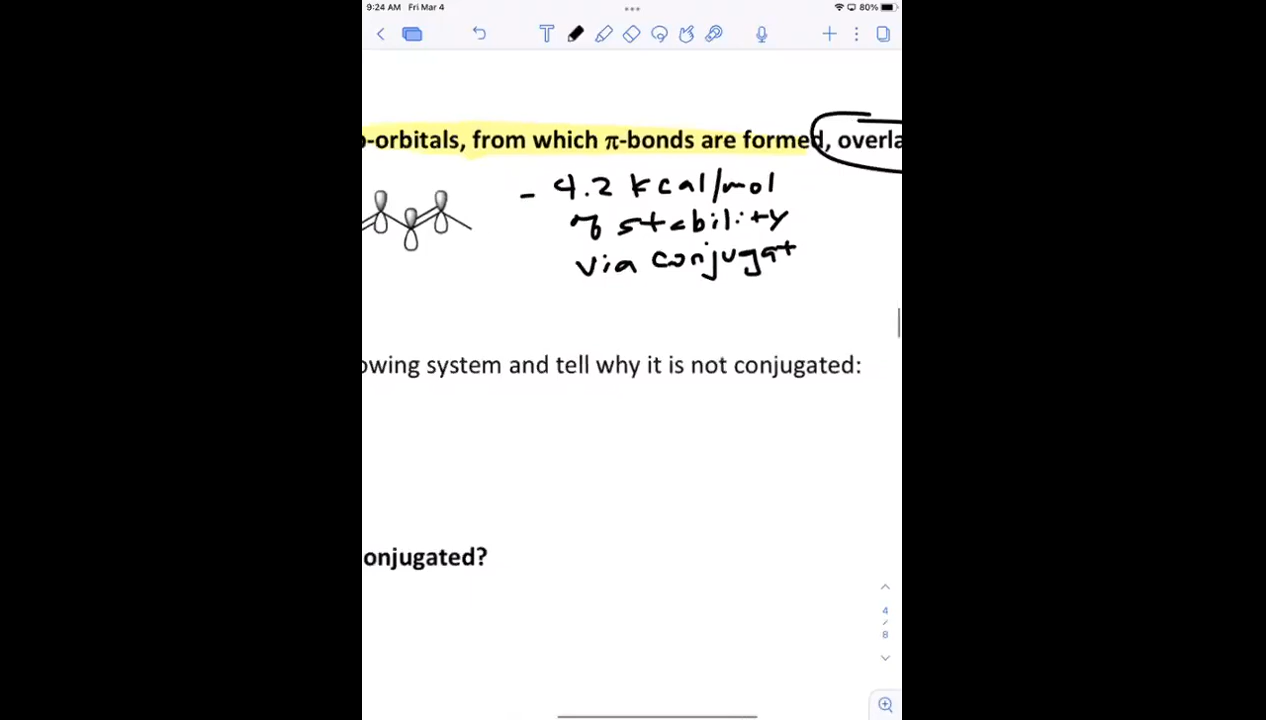 9:24 AM Fri Mar 4
80%
-orbitals, from which π-bonds are formed, overla
- 4.2 kcal/mol
of stability
via conjugat
owing system and tell why it is not conjugated:
onjugated?
4
/
8